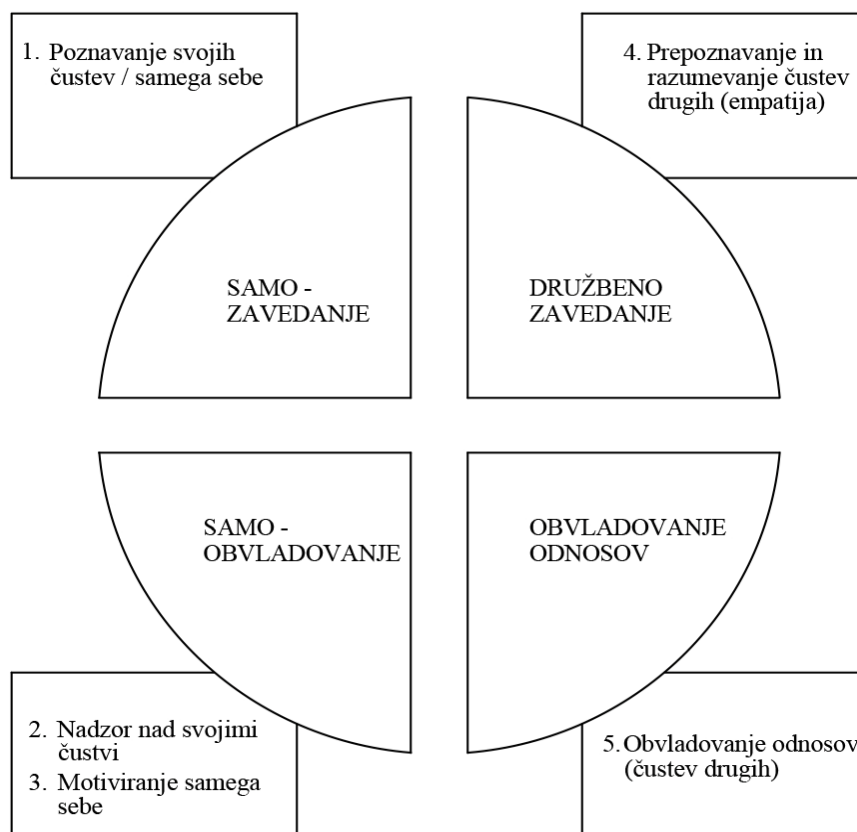 1. Poznavanje svojih
čustev / samega sebe
4. Prepoznavanje in
razumevanje čustev
drugih (empatija)
SAMO -
ZAVEDANJE
DRUŽBENO
ZAVEDANJE
SAMO -
OBVLADOVANJE
OBVLADOVANJE
ODNOSOV
2. Nadzor nad svojimi
čustvi
3. Motiviranje samega
sebe
5. Obvladovanje odnosov
(čustev drugih)